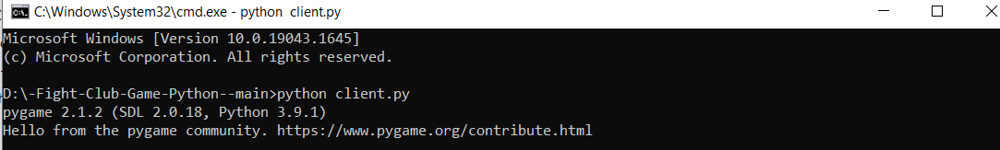 C:\Windows\System32\cmd.exe - python  client.py
Microsoft Windows [Version 10.0.19043.1645]
(c) Microsoft Corporation. All rights reserved.
D:\-Fight-Club-Game-Python--main>python client.py
pygame 2.1.2 (SDL 2.0.18, Python 3.9.1)
Hello from the pygame community. https://www.pygame.org/contribute.html